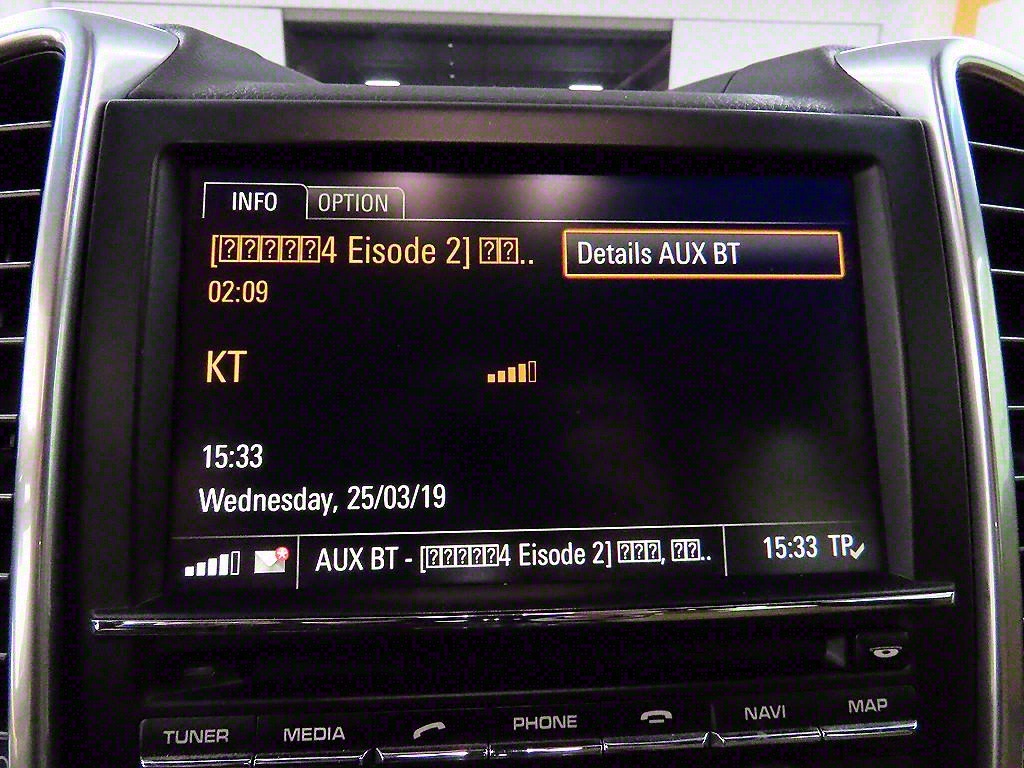 INFO OPTION
[⍰⍰⍰⍰⍰4 Eisode 2] ⍰⍰.. Details AUX BT
02:09
KT
15:33
Wednesday, 25/03/19
AUX BT - [⍰⍰⍰⍰⍰4 Eisode 2] ⍰⍰⍰, ⍰⍰.. 15:33 TP
TUNER MEDIA PHONE NAVI MAP